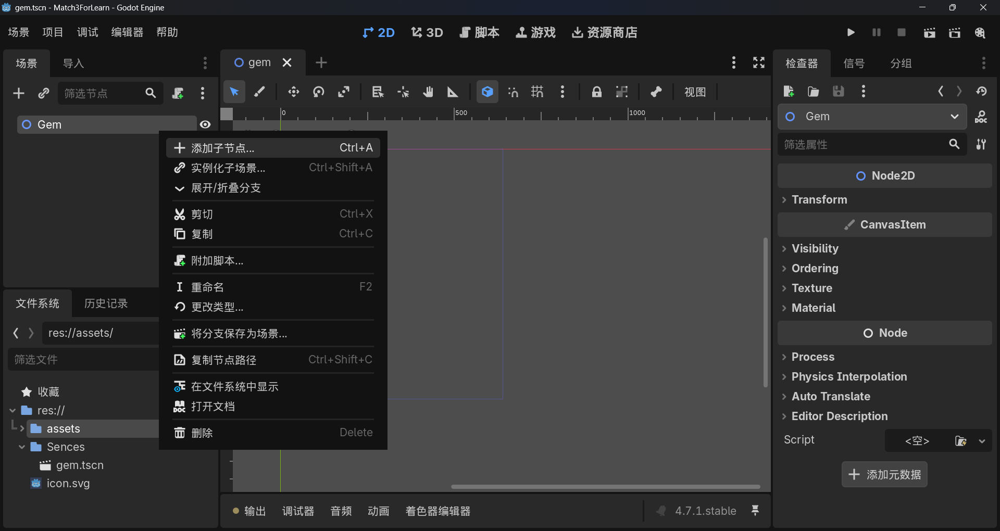 gem.tscn - Match3ForLearn - Godot Engine
场景 项目 调试 编辑器 帮助
2D 3D 脚本 游戏 资源商店
场景 导入
筛选节点
Gem
gem
视图
0 500 1000
添加子节点... Ctrl+A
实例化子场景... Ctrl+Shift+A
展开/折叠分支
剪切 Ctrl+X
复制 Ctrl+C
附加脚本...
重命名 F2
更改类型...
将分支保存为场景...
复制节点路径 Ctrl+Shift+C
在文件系统中显示
打开文档
删除 Delete
文件系统 历史记录
res://assets/
筛选文件
收藏
res://
assets
Sences
gem.tscn
icon.svg
输出 调试器 音频 动画 着色器编辑器
4.7.1.stable
检查器 信号 分组
Gem
DOC
筛选属性
Node2D
Transform
CanvasItem
Visibility
Ordering
Texture
Material
Node
Process
Physics Interpolation
Auto Translate
Editor Description
Script <空>
添加元数据